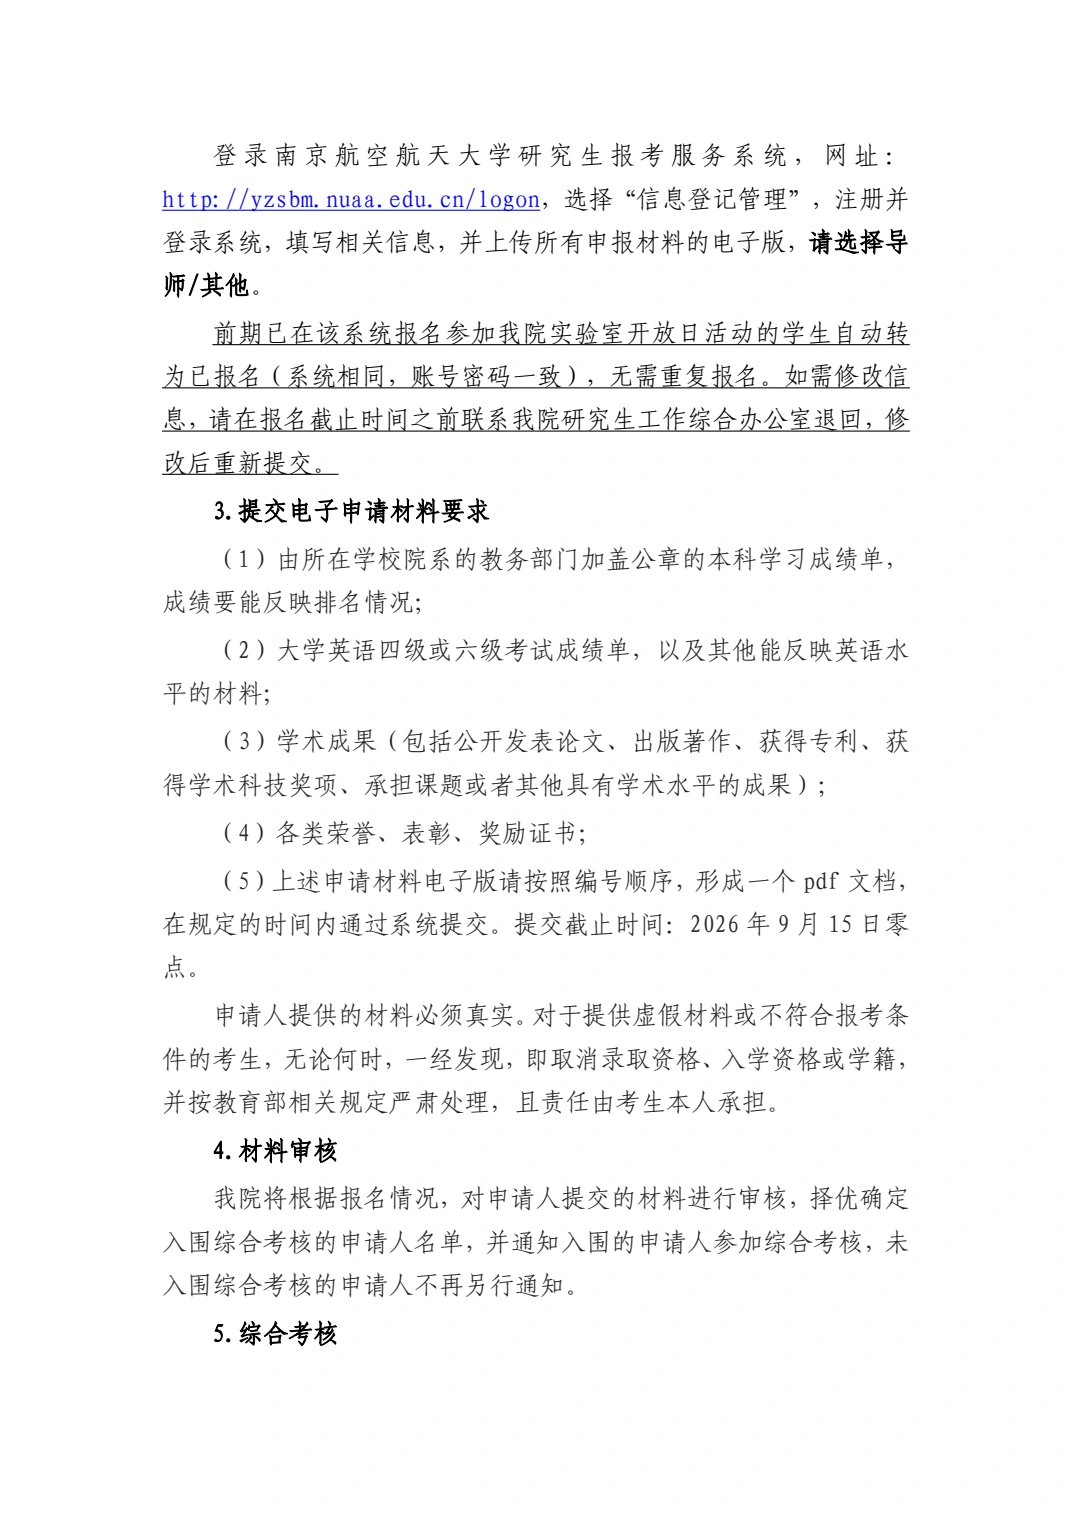 登录南京航空航天大学研究生报考服务系统，网址：
http://yzsbm.nuaa.edu.cn/logon，选择“信息登记管理”，注册并
登录系统，填写相关信息，并上传所有申报材料的电子版，请选择导
师/其他。
前期已在该系统报名参加我院实验室开放日活动的学生自动转
为已报名（系统相同，账号密码一致），无需重复报名。如需修改信
息，请在报名截止时间之前联系我院研究生工作综合办公室退回，修
改后重新提交。
3.提交电子申请材料要求
（1）由所在学校院系的教务部门加盖公章的本科学习成绩单，
成绩要能反映排名情况；
（2）大学英语四级或六级考试成绩单，以及其他能反映英语水
平的材料；
（3）学术成果（包括公开发表论文、出版著作、获得专利、获
得学术科技奖项、承担课题或者其他具有学术水平的成果）；
（4）各类荣誉、表彰、奖励证书；
（5）上述申请材料电子版请按照编号顺序，形成一个 pdf 文档，
在规定的时间内通过系统提交。提交截止时间：2026 年 9 月 15 日零
点。
申请人提供的材料必须真实。对于提供虚假材料或不符合报考条
件的考生，无论何时，一经发现，即取消录取资格、入学资格或学籍，
并按教育部相关规定严肃处理，且责任由考生本人承担。
4.材料审核
我院将根据报名情况，对申请人提交的材料进行审核，择优确定
入围综合考核的申请人名单，并通知入围的申请人参加综合考核，未
入围综合考核的申请人不再另行通知。
5.综合考核